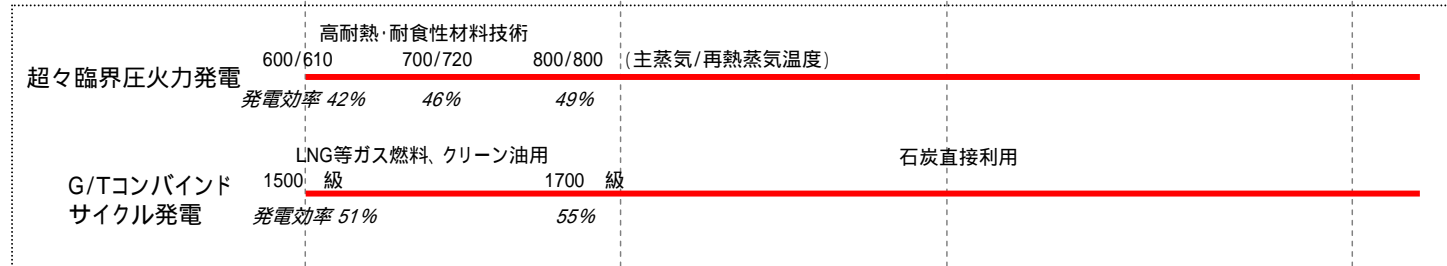 高耐熱・耐食性材料技術
600/610 700/720 800/800 (主蒸気/再熱蒸気温度)
超々臨界圧火力発電
発電効率 42% 46% 49%
LNG等ガス燃料、クリーン油用 石炭直接利用
G/Tコンバインド 1500 級 1700 級
サイクル発電 発電効率 51% 55%